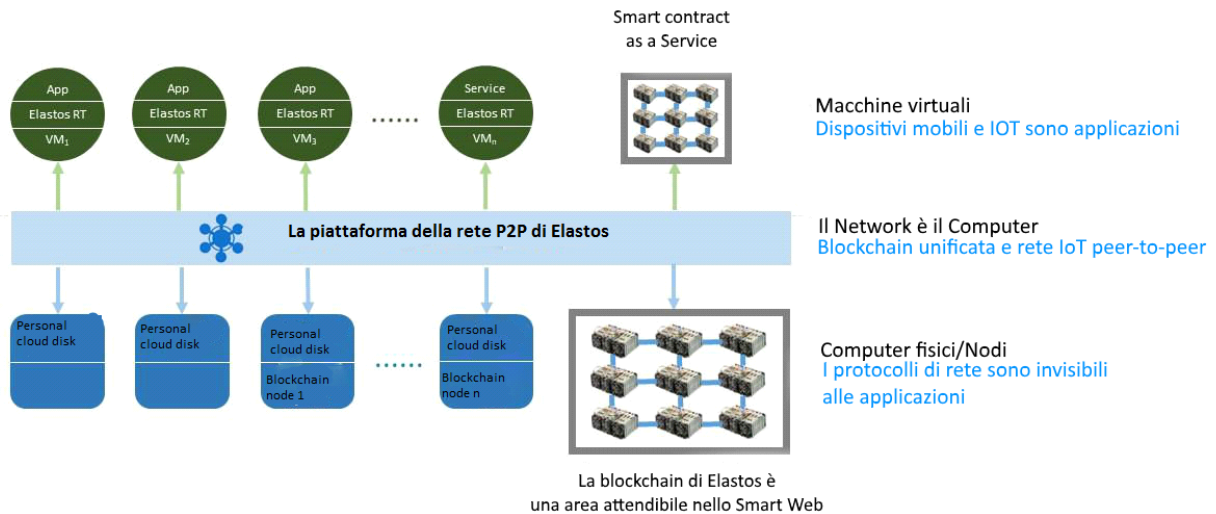 Smart contract
as a Service
App
Elastos RT
VM1
App
Elastos RT
VM2
App
Elastos RT
VM3
......
Service
Elastos RT
VMn
Macchine virtuali
Dispositivi mobili e IOT sono applicazioni
La piattaforma della rete P2P di Elastos
Il Network è il Computer
Blockchain unificata e rete IoT peer-to-peer
Personal
cloud disk
Personal
cloud disk
Personal
cloud disk
Blockchain
node 1
......
Personal
cloud disk
Blockchain
node n
Computer fisici/Nodi
I protocolli di rete sono invisibili
alle applicazioni
La blockchain di Elastos è
una area attendibile nello Smart Web